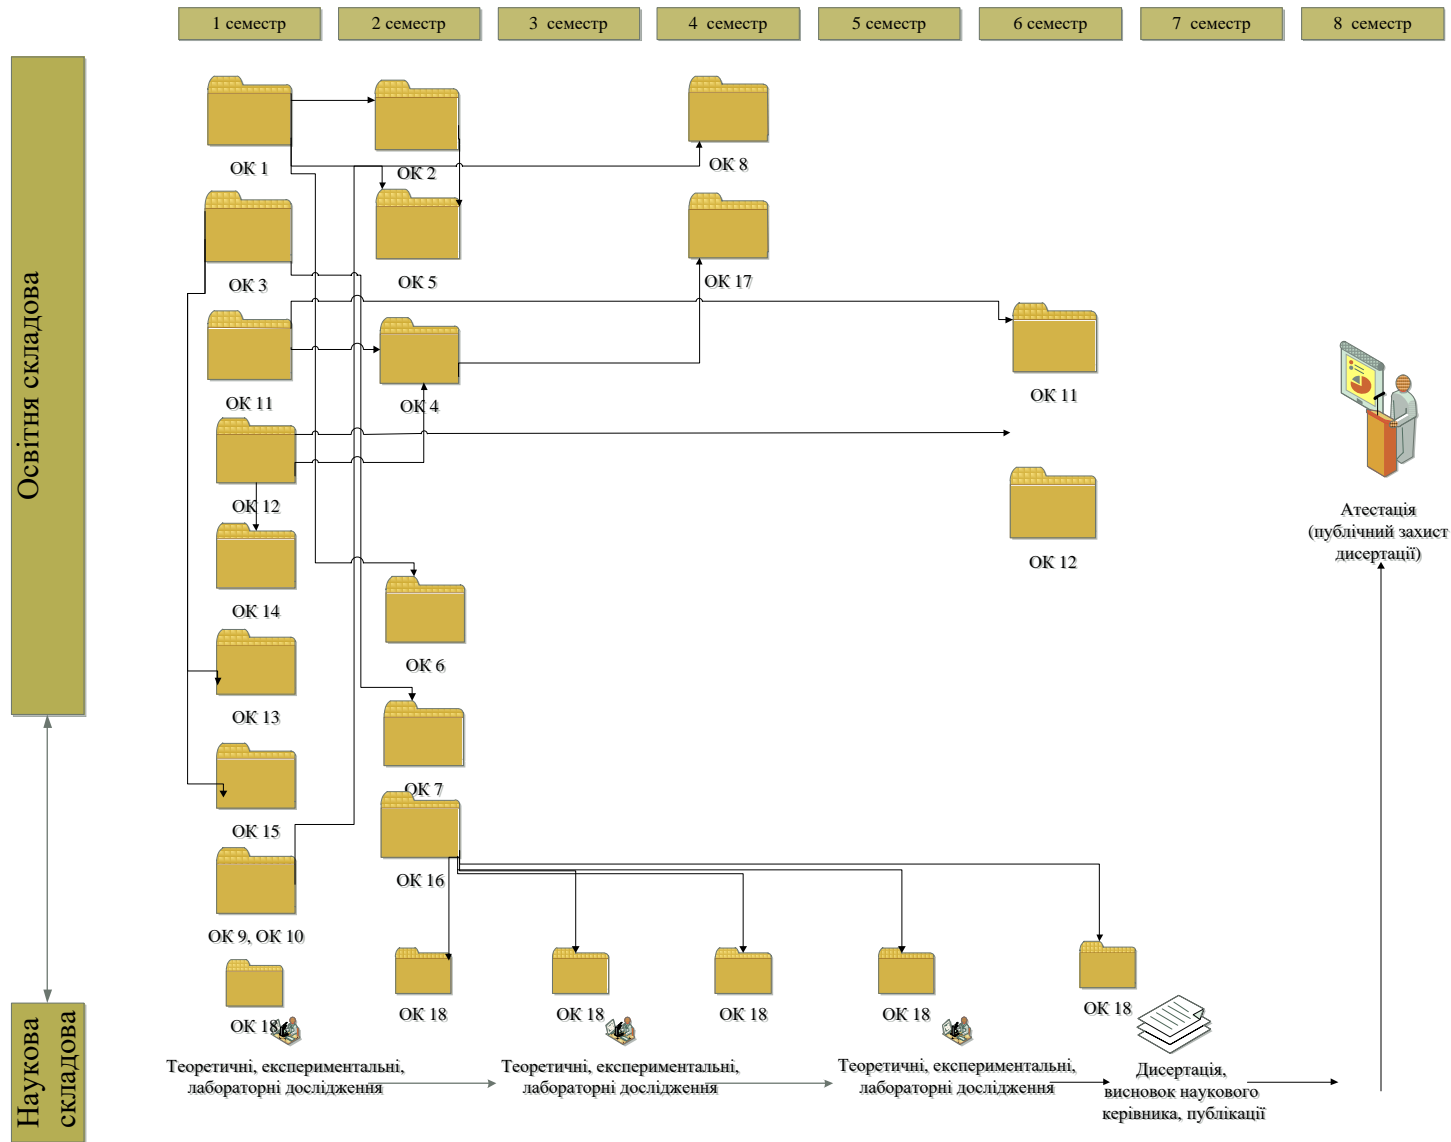 1 семестр
2 семестр
3 семестр
4 семестр
5 семестр
6 семестр
7 семестр
8 семестр
Освітня складова
ОК 1
ОК 2
ОК 8
ОК 3
ОК 5
ОК 17
ОК 11
ОК 4
ОК 11
ОК 12
ОК 12
ОК 14
ОК 6
ОК 13
ОК 7
ОК 15
ОК 16
ОК 9, ОК 10
Атестація
(публічний захист
дисертації)
ОК 18
ОК 18
ОК 18
ОК 18
ОК 18
ОК 18
Наукова
складова
Теоретичні, експериментальні,
лабораторні дослідження
Теоретичні, експериментальні,
лабораторні дослідження
Теоретичні, експериментальні,
лабораторні дослідження
Дисертація,
висновок наукового
керівника, публікації